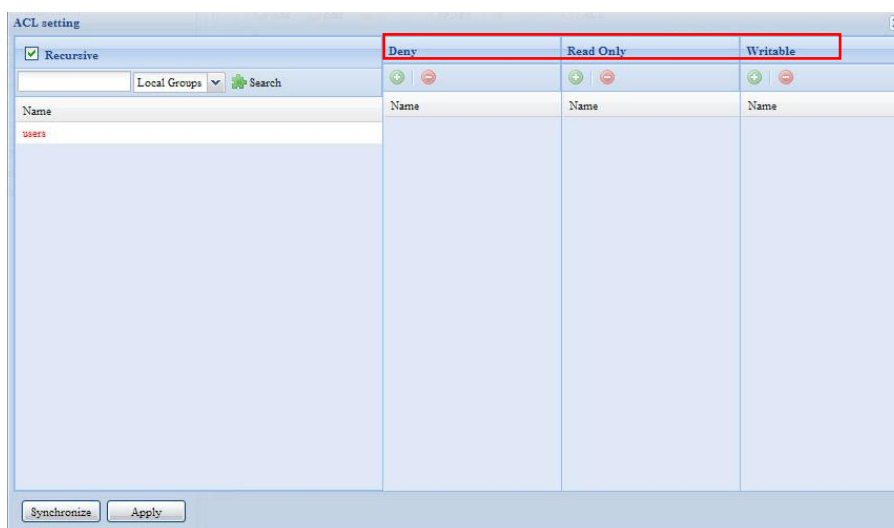 ACL setting
Recursive
Deny
Read Only
Writable
Local Groups
Search
Name
Name
Name
Name
users
Synchronize
Apply